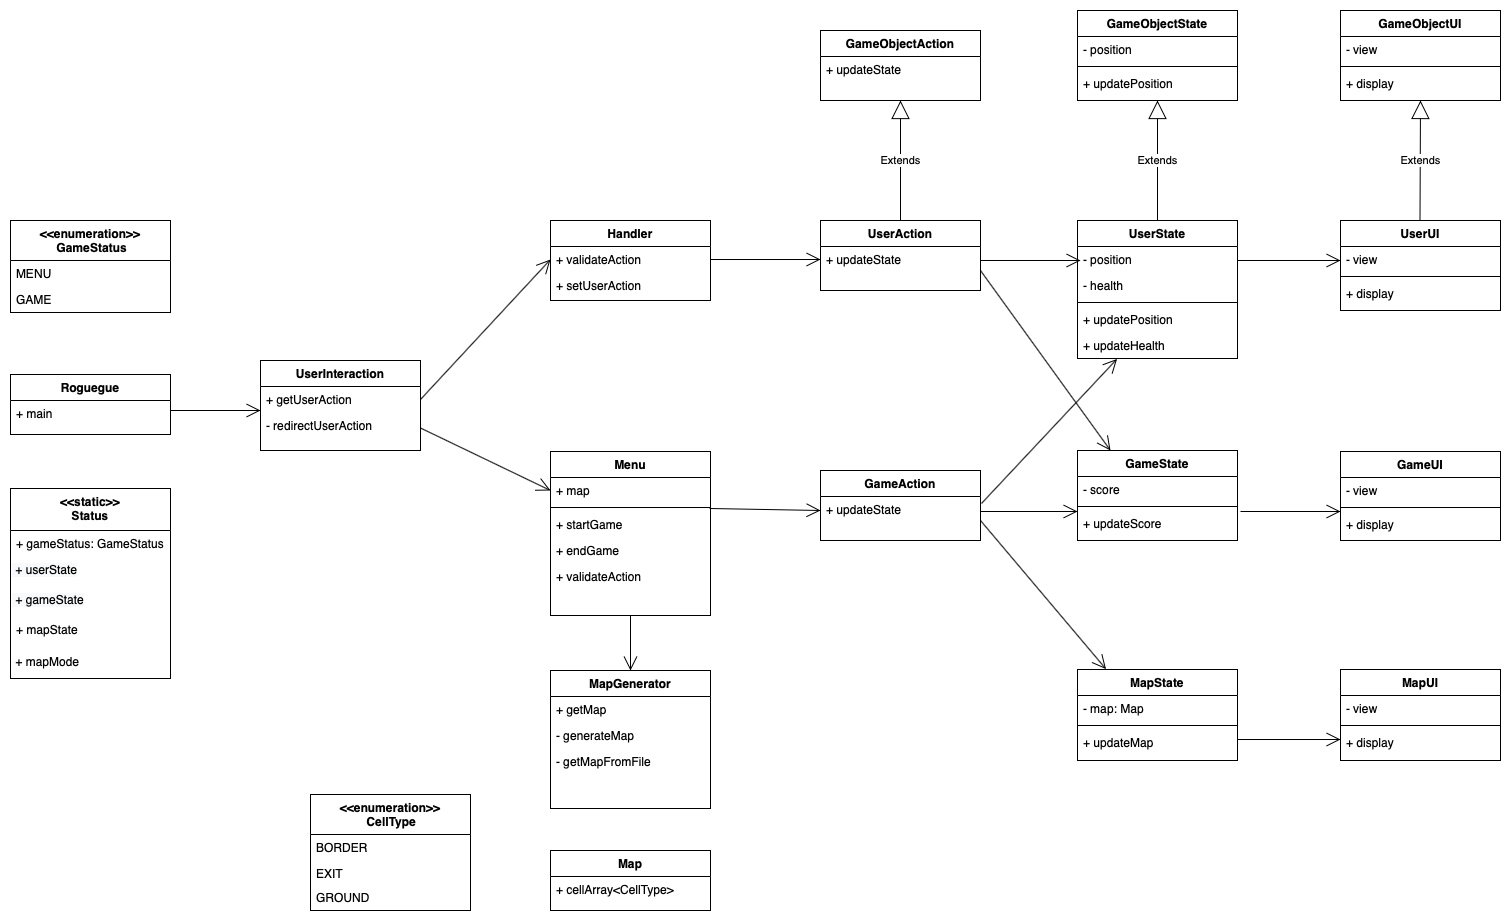 GameObjectAction
+ updateState
GameObjectState
- position
+ updatePosition
GameObjectUI
- view
+ display
Extends
Extends
Extends
<<enumeration>>
GameStatus
MENU
GAME
Handler
+ validateAction
+ setUserAction
UserAction
+ updateState
UserState
- position
- health
+ updatePosition
+ updateHealth
UserUI
- view
+ display
Roguegue
+ main
UserInteraction
+ getUserAction
- redirectUserAction
<<static>>
Status
+ gameStatus: GameStatus
+ userState
+ gameState
+ mapState
+ mapMode
Menu
+ map
+ startGame
+ endGame
+ validateAction
GameAction
+ updateState
GameState
- score
+ updateScore
GameUI
- view
+ display
MapGenerator
+ getMap
- generateMap
- getMapFromFile
MapState
- map: Map
+ updateMap
MapUI
- view
+ display
<<enumeration>>
CellType
BORDER
EXIT
GROUND
Map
+ cellArray<CellType>